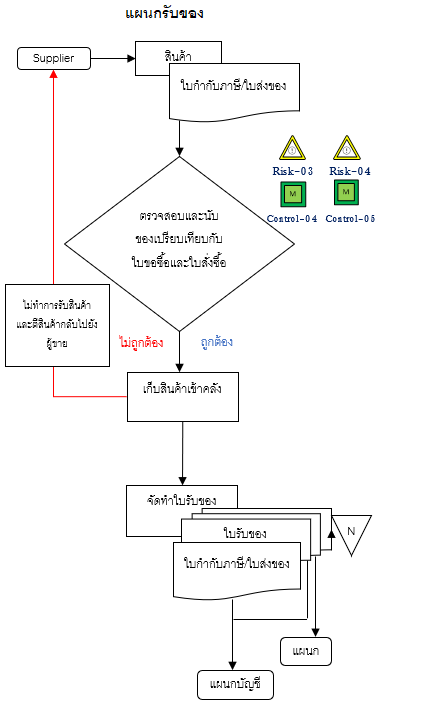 แผนกรับของ
Supplier
สินค้า
ใบกำกับภาษี/ใบส่งของ
Risk-03
Risk-04
M
M
Control-04
Control-05
ตรวจสอบและนับ
ของเปรียบเทียบกับ
ใบขอซื้อและใบสั่งซื้อ
ไม่ทำการรับสินค้า
และตีสินค้ากลับไปยัง
ผู้ขาย
ไม่ถูกต้อง
ถูกต้อง
เก็บสินค้าเข้าคลัง
จัดทำใบรับของ
ใบรับของ
N
ใบกำกับภาษี/ใบส่งของ
แผนก
แผนกบัญชี